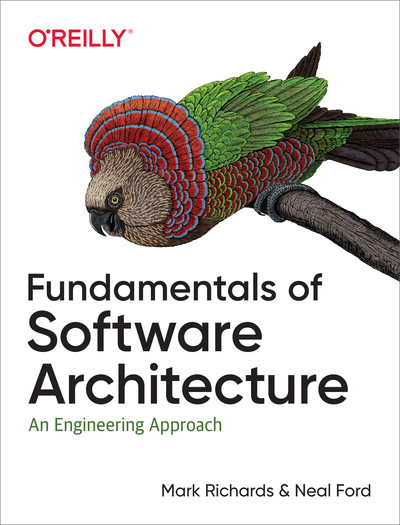 O'REILLY®
Fundamentals of
Software
Architecture
An Engineering Approach
Mark Richards & Neal Ford